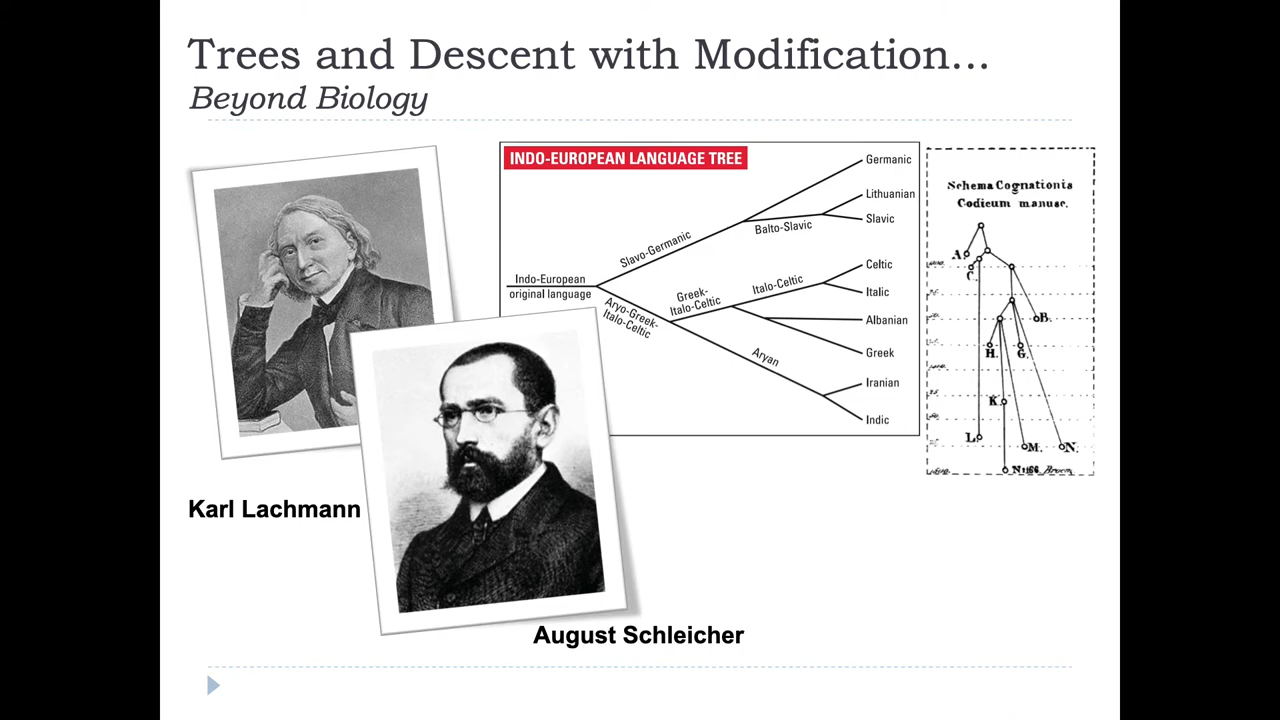 Trees and Descent with Modification...
Beyond Biology
INDO-EUROPEAN LANGUAGE TREE
Germanic
Lithuanian
Slavic
Balto-Slavic
Slavo-Germanic
Celtic
Italo-Celtic
Italic
Greek-
Italo-Celtic
Indo-European
original language
Aryo-Greek-
Italo-Celtic
Albanian
Greek
Aryan
Iranian
Indic
Schema Cognationis
Codicum manusc.
A
C.
B.
H.
G.
K
L
M.
N.
Karl Lachmann
August Schleicher